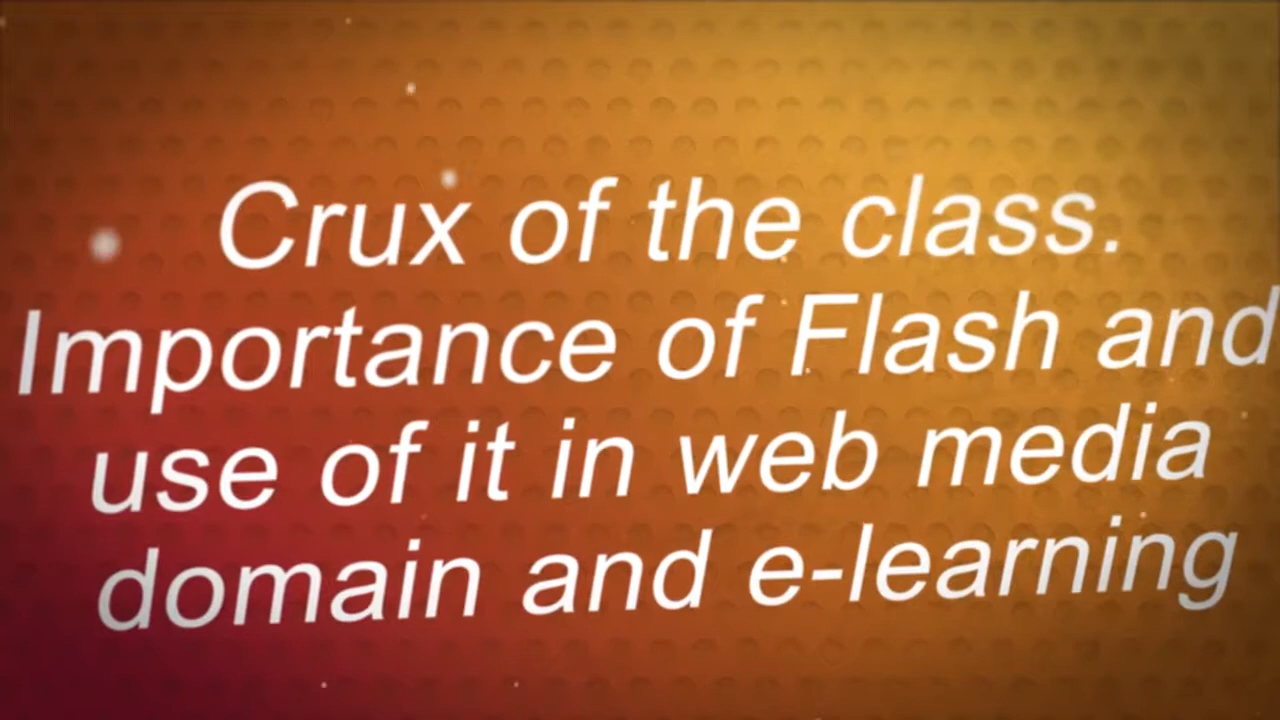 Crux of the class.
Importance of Flash and
use of it in web media
domain and e-learning